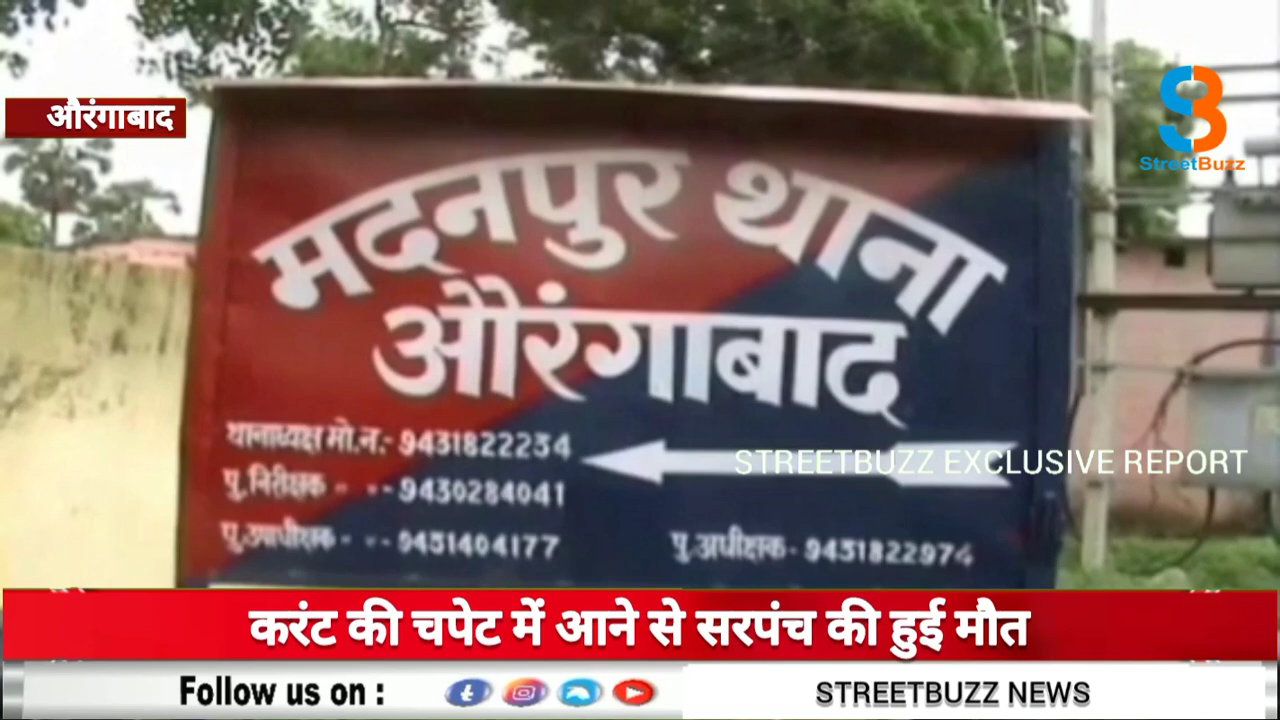 औरंगाबाद
StreetBuzz
मदनपुर थाना
औरंगाबाद
थानाध्यक्ष मो.न.- 9431822234
STREETBUZZ EXCLUSIVE REPORT
पु.निरीक्षक - - -9430284041
पु.उपाधीक्षक- - -9431404177
पु.अधीक्षक- 9431822974
करंट की चपेट में आने से सरपंच की हुई मौत
Follow us on :
STREETBUZZ NEWS